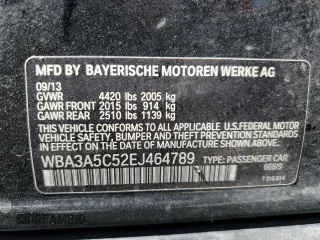 MFD BY BAYERISCHE MOTOREN WERKE AG
09/13
GVWR 4420 lbs 2005 kg
GAWR FRONT 2015 lbs 914 kg
GAWR REAR 2510 lbs 1139 kg
THIS VEHICLE CONFORMS TO ALL APPLICABLE FEDERAL
MOTOR VEHICLE SAFETY, BUMPER, AND THEFT PREVENTION
STANDARDS IN EFFECT ON THE DATE OF MANUFACTURE
SHOWN ABOVE.
WBA3A5C52EJ464789 TYPE: PASSENGER CAR
668/9